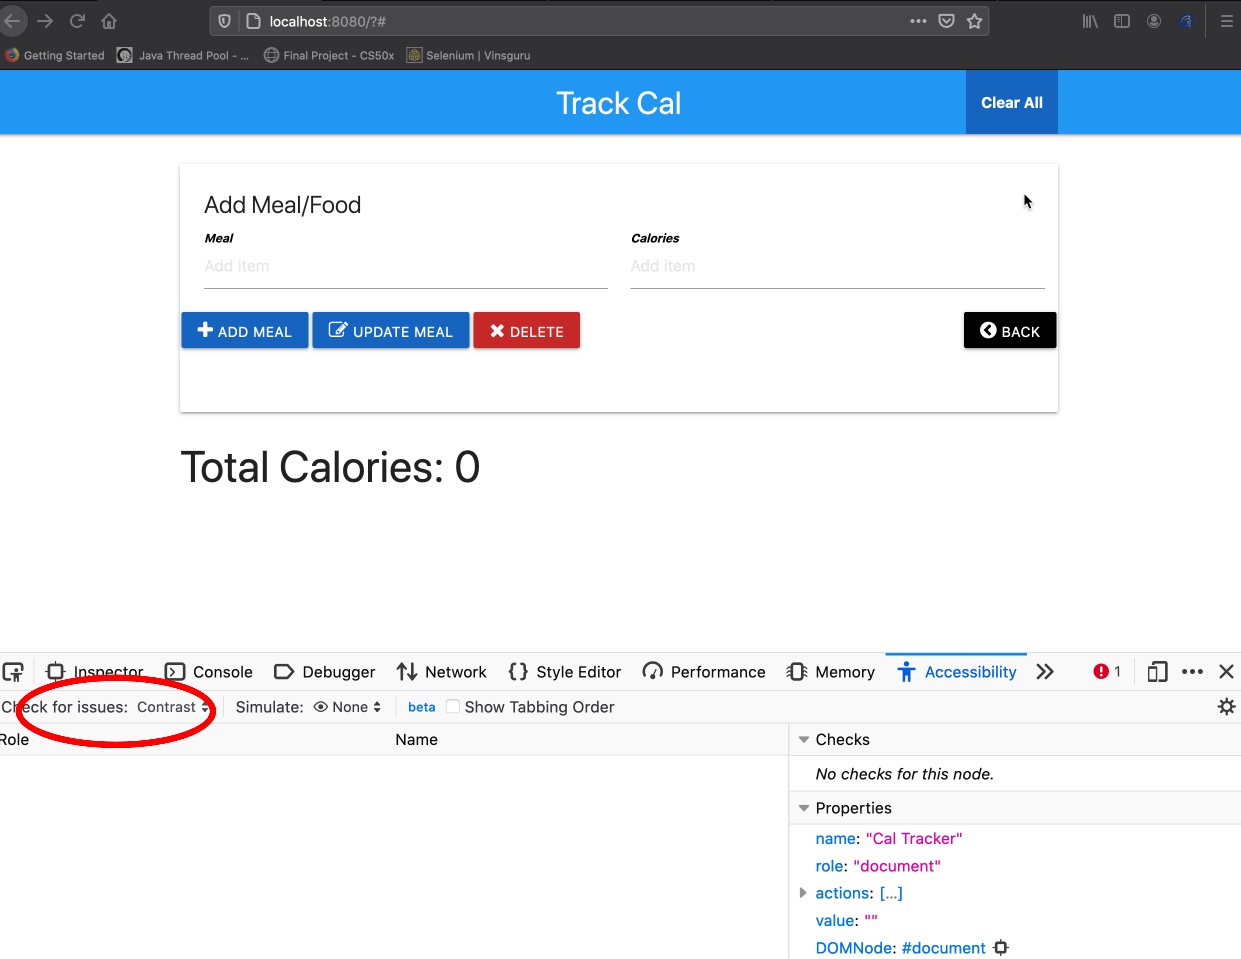 localhost:8080/?#
Getting Started Java Thread Pool - ... Final Project - CS50x Selenium | Vinsguru
Track Cal
Clear All
Add Meal/Food
Meal Calories
Add item Add item
ADD MEAL UPDATE MEAL DELETE BACK
Total Calories: 0
Inspector Console Debugger Network Style Editor Performance Memory Accessibility 1
Check for issues: Contrast Simulate: None beta Show Tabbing Order
Role Name Checks
No checks for this node.
Properties
name: "Cal Tracker"
role: "document"
actions: […]
value: ""
DOMNode: #document